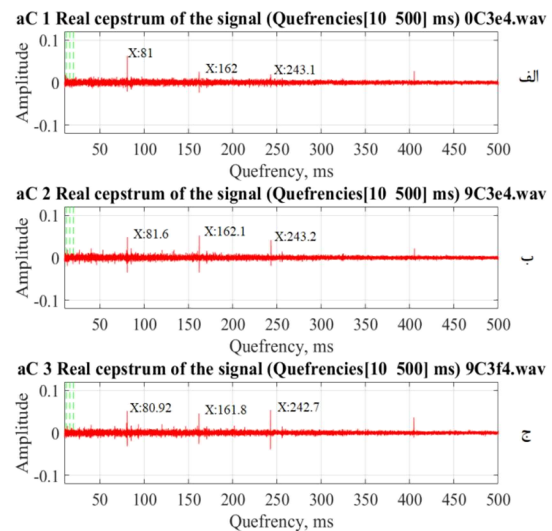 aC 1 Real cepstrum of the signal (Quefrencies[10 500] ms) 0C3e4.wav
0.1
X:81
X:162
X:243.1
الف
0
-0.1
Amplitude
50 100 150 200 250 300 350 400 450 500
Quefrency, ms
aC 2 Real cepstrum of the signal (Quefrencies[10 500] ms) 9C3e4.wav
0.1
X:81.6
X:162.1
X:243.2
ب
0
-0.1
Amplitude
50 100 150 200 250 300 350 400 450 500
Quefrency, ms
aC 3 Real cepstrum of the signal (Quefrencies[10 500] ms) 9C3f4.wav
0.1
X:80.92
X:161.8
X:242.7
ج
0
-0.1
Amplitude
50 100 150 200 250 300 350 400 450 500
Quefrency, ms